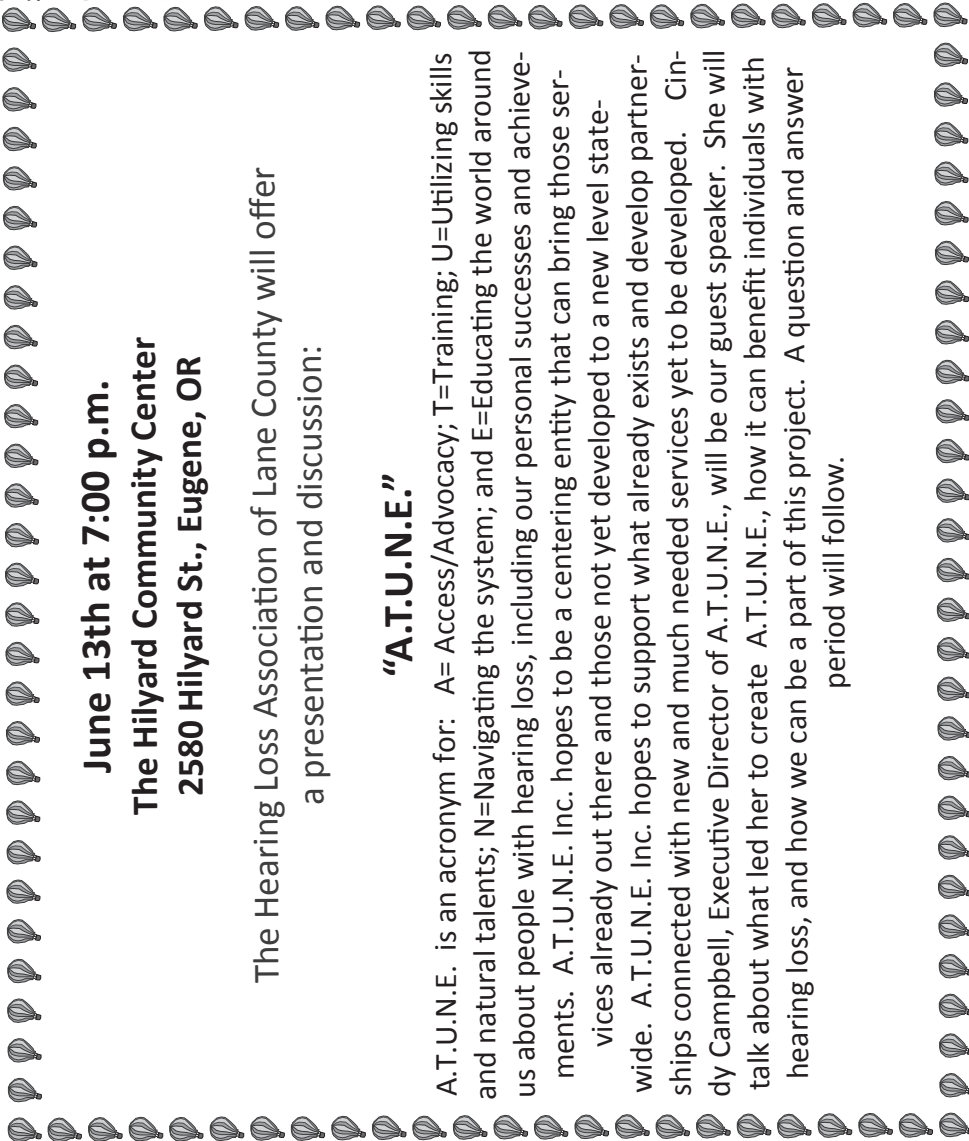 June 13th at 7:00 p.m.
The Hilyard Community Center
2580 Hilyard St., Eugene, OR
The Hearing Loss Association of Lane County will offer
a presentation and discussion:
“A.T.U.N.E.”
A.T.U.N.E. is an acronym for: A= Access/Advocacy; T=Training; U=Utilizing skills
and natural talents; N=Navigating the system; and E=Educating the world around
us about people with hearing loss, including our personal successes and achieve-
ments. A.T.U.N.E. Inc. hopes to be a centering entity that can bring those ser-
vices already out there and those not yet developed to a new level state-
wide. A.T.U.N.E. Inc. hopes to support what already exists and develop partner-
ships connected with new and much needed services yet to be developed. Cin-
dy Campbell, Executive Director of A.T.U.N.E., will be our guest speaker. She will
talk about what led her to create A.T.U.N.E., how it can benefit individuals with
hearing loss, and how we can be a part of this project. A question and answer
period will follow.